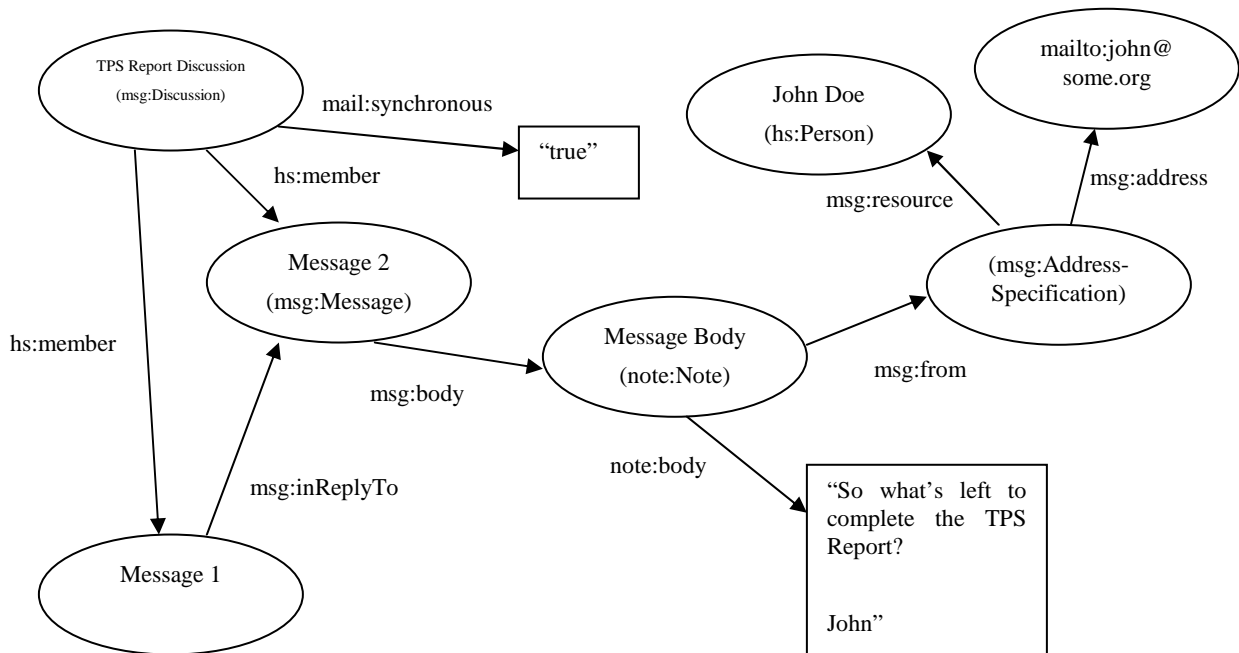 TPS Report Discussion
(msg:Discussion)
mail:synchronous
“true”
hs:member
John Doe
(hs:Person)
mailto:john@
some.org
msg:resource
msg:address
Message 2
(msg:Message)
(msg:Address-
Specification)
hs:member
msg:body
Message Body
(note:Note)
msg:from
msg:inReplyTo
note:body
“So what’s left to
complete the TPS
Report?
John”
Message 1